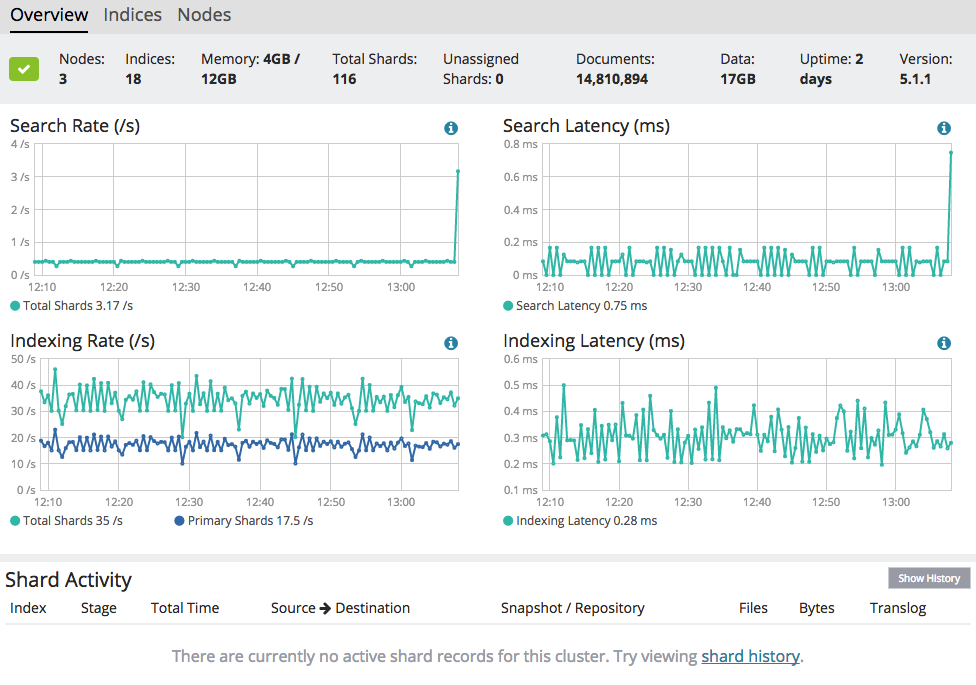 Overview Indices Nodes
Nodes: Indices: Memory: 4GB / Total Shards: Unassigned Documents: Data: Uptime: 2 Version:
3 18 12GB 116 Shards: 0 14,810,894 17GB days 5.1.1
Search Rate (/s)
4 /s
3 /s
2 /s
1 /s
0 /s
12:10 12:20 12:30 12:40 12:50 13:00
Total Shards 3.17 /s
Search Latency (ms)
0.8 ms
0.6 ms
0.4 ms
0.2 ms
0 ms
12:10 12:20 12:30 12:40 12:50 13:00
Search Latency 0.75 ms
Indexing Rate (/s)
50 /s
40 /s
30 /s
20 /s
10 /s
0 /s
12:10 12:20 12:30 12:40 12:50 13:00
Total Shards 35 /s Primary Shards 17.5 /s
Indexing Latency (ms)
0.6 ms
0.5 ms
0.4 ms
0.3 ms
0.2 ms
0.1 ms
12:10 12:20 12:30 12:40 12:50 13:00
Indexing Latency 0.28 ms
Shard Activity
Show History
Index Stage Total Time Source → Destination Snapshot / Repository Files Bytes Translog
There are currently no active shard records for this cluster. Try viewing shard history.